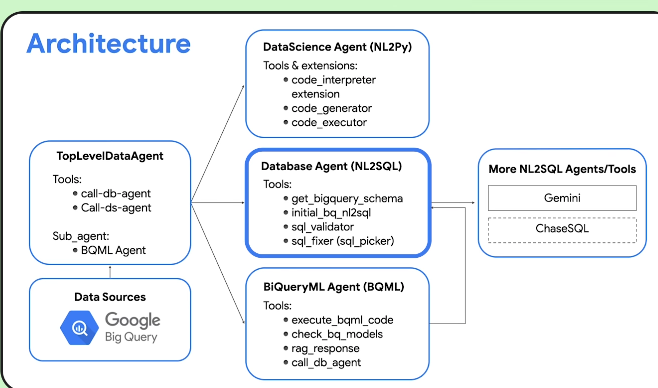 Architecture
DataScience Agent (NL2Py)
Tools & extensions:
code_interpreter
extension
code_generator
code_executor
TopLevelDataAgent
Tools:
call-db-agent
Call-ds-agent
Sub_agent:
BQML Agent
Data Sources
Google
Big Query
Database Agent (NL2SQL)
Tools:
get_bigquery_schema
initial_bq_nl2sql
sql_validator
sql_fixer (sql_picker)
BiQueryML Agent (BQML)
Tools:
execute_bqml_code
check_bq_models
rag_response
call_db_agent
More NL2SQL Agents/Tools
Gemini
ChaseSQL